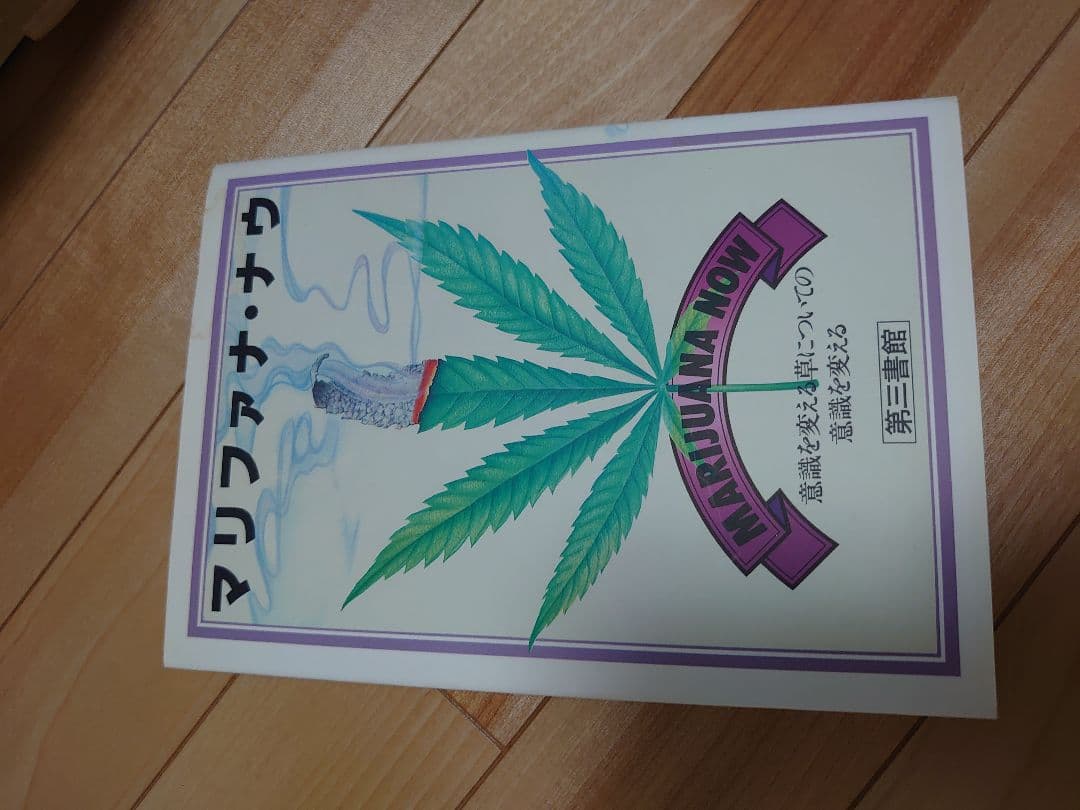 マリファナ・ナウ
MARIJUANA NOW
意識を変える草についての
意識を変える
第三書館